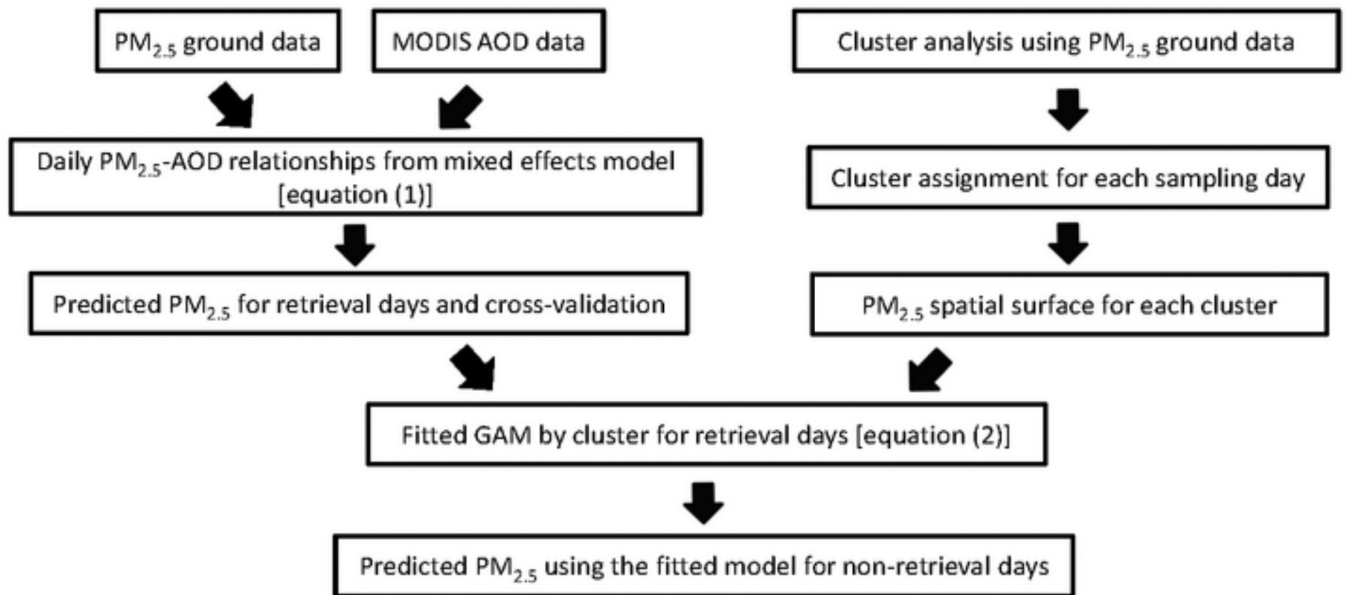 PM2.5 ground data
MODIS AOD data
Cluster analysis using PM2.5 ground data
Daily PM2.5-AOD relationships from mixed effects model
[equation (1)]
Cluster assignment for each sampling day
Predicted PM2.5 for retrieval days and cross-validation
PM2.5 spatial surface for each cluster
Fitted GAM by cluster for retrieval days [equation (2)]
Predicted PM2.5 using the fitted model for non-retrieval days